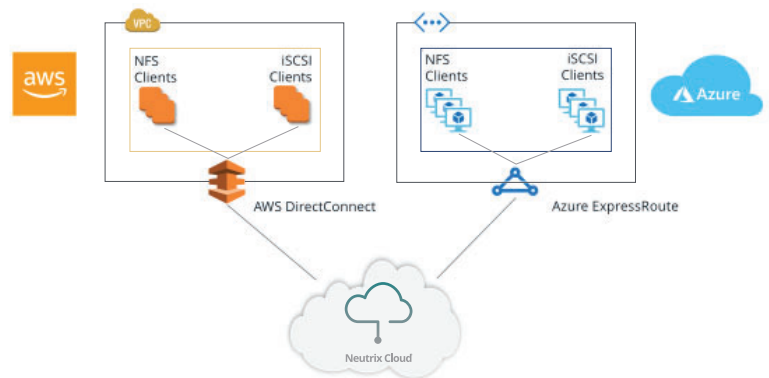 VPC
aws
NFS
Clients
iSCSI
Clients
NFS
Clients
iSCSI
Clients
Azure
AWS DirectConnect
Azure ExpressRoute
Neutrix Cloud